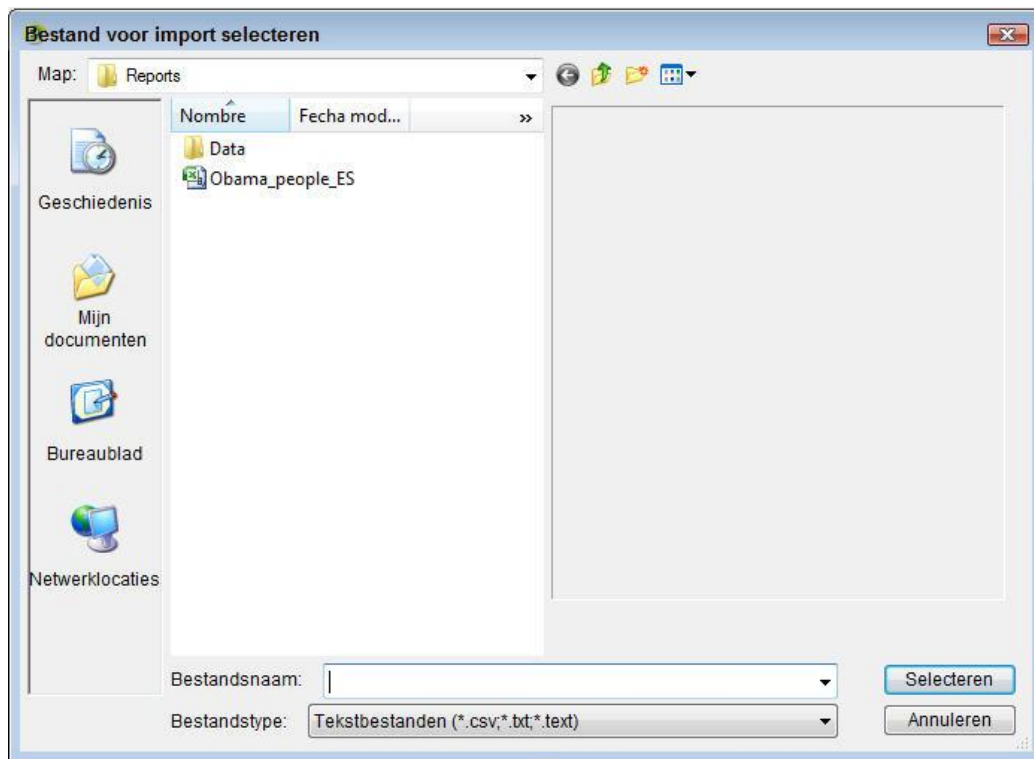 Bestand voor import selecteren
Map: Reports
Nombre Fecha mod... »
Data
Obama_people_ES
Geschiedenis
Mijn
documenten
Bureaublad
Netwerklocaties
Bestandsnaam:
Selecteren
Bestandstype: Tekstbestanden (*.csv;*.txt;*.text)
Annuleren